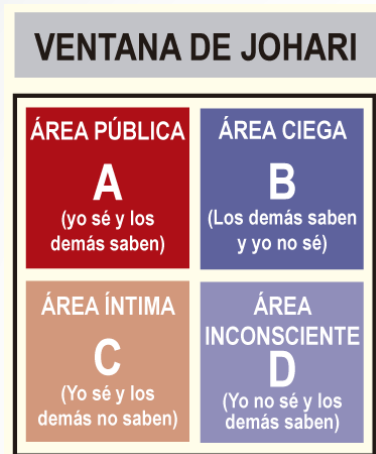 VENTANA DE JOHARI
ÁREA PÚBLICA
A
(yo sé y los
demás saben)
ÁREA CIEGA
B
(Los demás saben
y yo no sé)
ÁREA ÍNTIMA
C
(Yo sé y los
demás no saben)
ÁREA
INCONSCIENTE
D
(Yo no sé y los
demás saben)